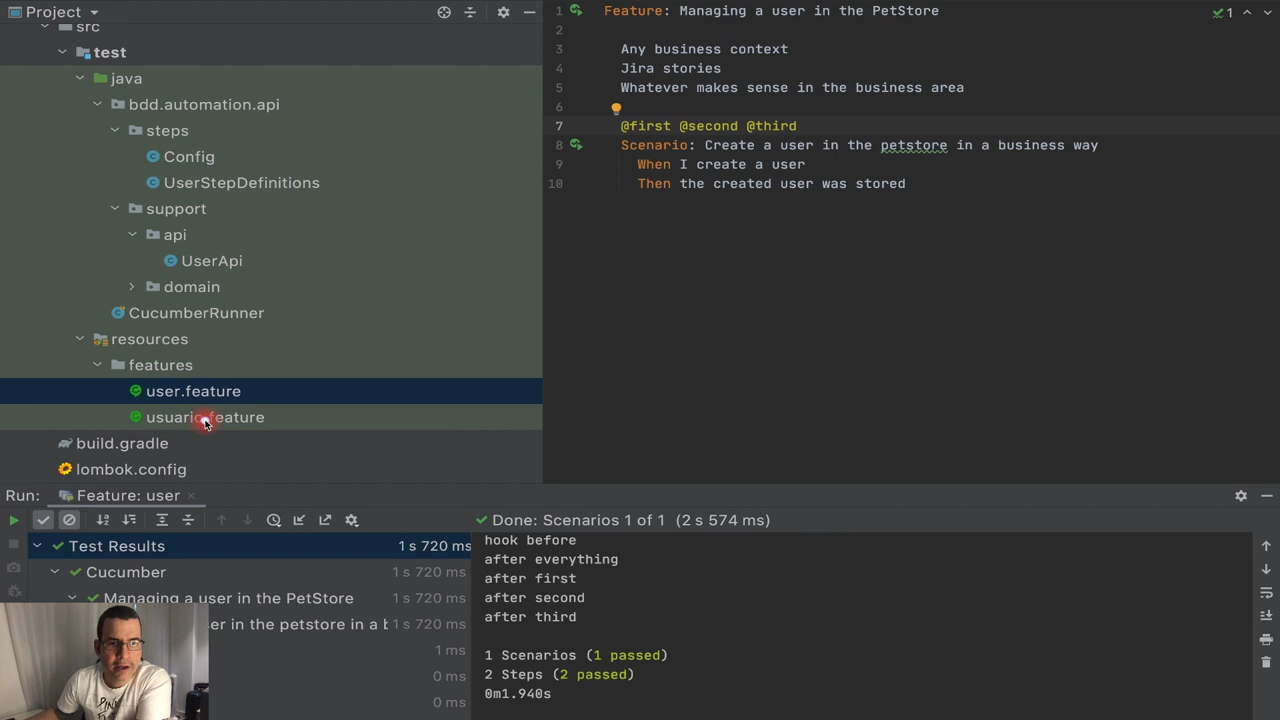 Project
src
test
java
bdd.automation.api
steps
Config
UserStepDefinitions
support
api
UserApi
domain
CucumberRunner
resources
features
user.feature
usuario.feature
build.gradle
lombok.config
1 Feature: Managing a user in the PetStore
2
3 Any business context
4 Jira stories
5 Whatever makes sense in the business area
6
7 @first @second @third
8 Scenario: Create a user in the petstore in a business way
9 When I create a user
10 Then the created user was stored
1
Run: Feature: user
Done: Scenarios 1 of 1 (2 s 574 ms)
Test Results 1 s 720 ms
Cucumber 1 s 720 ms
Managing a user in the PetStore 1 s 720 ms
er in the petstore in a b 1 s 720 ms
1 ms
0 ms
0 ms
hook before
after everything
after first
after second
after third
1 Scenarios (1 passed)
2 Steps (2 passed)
0m1.940s